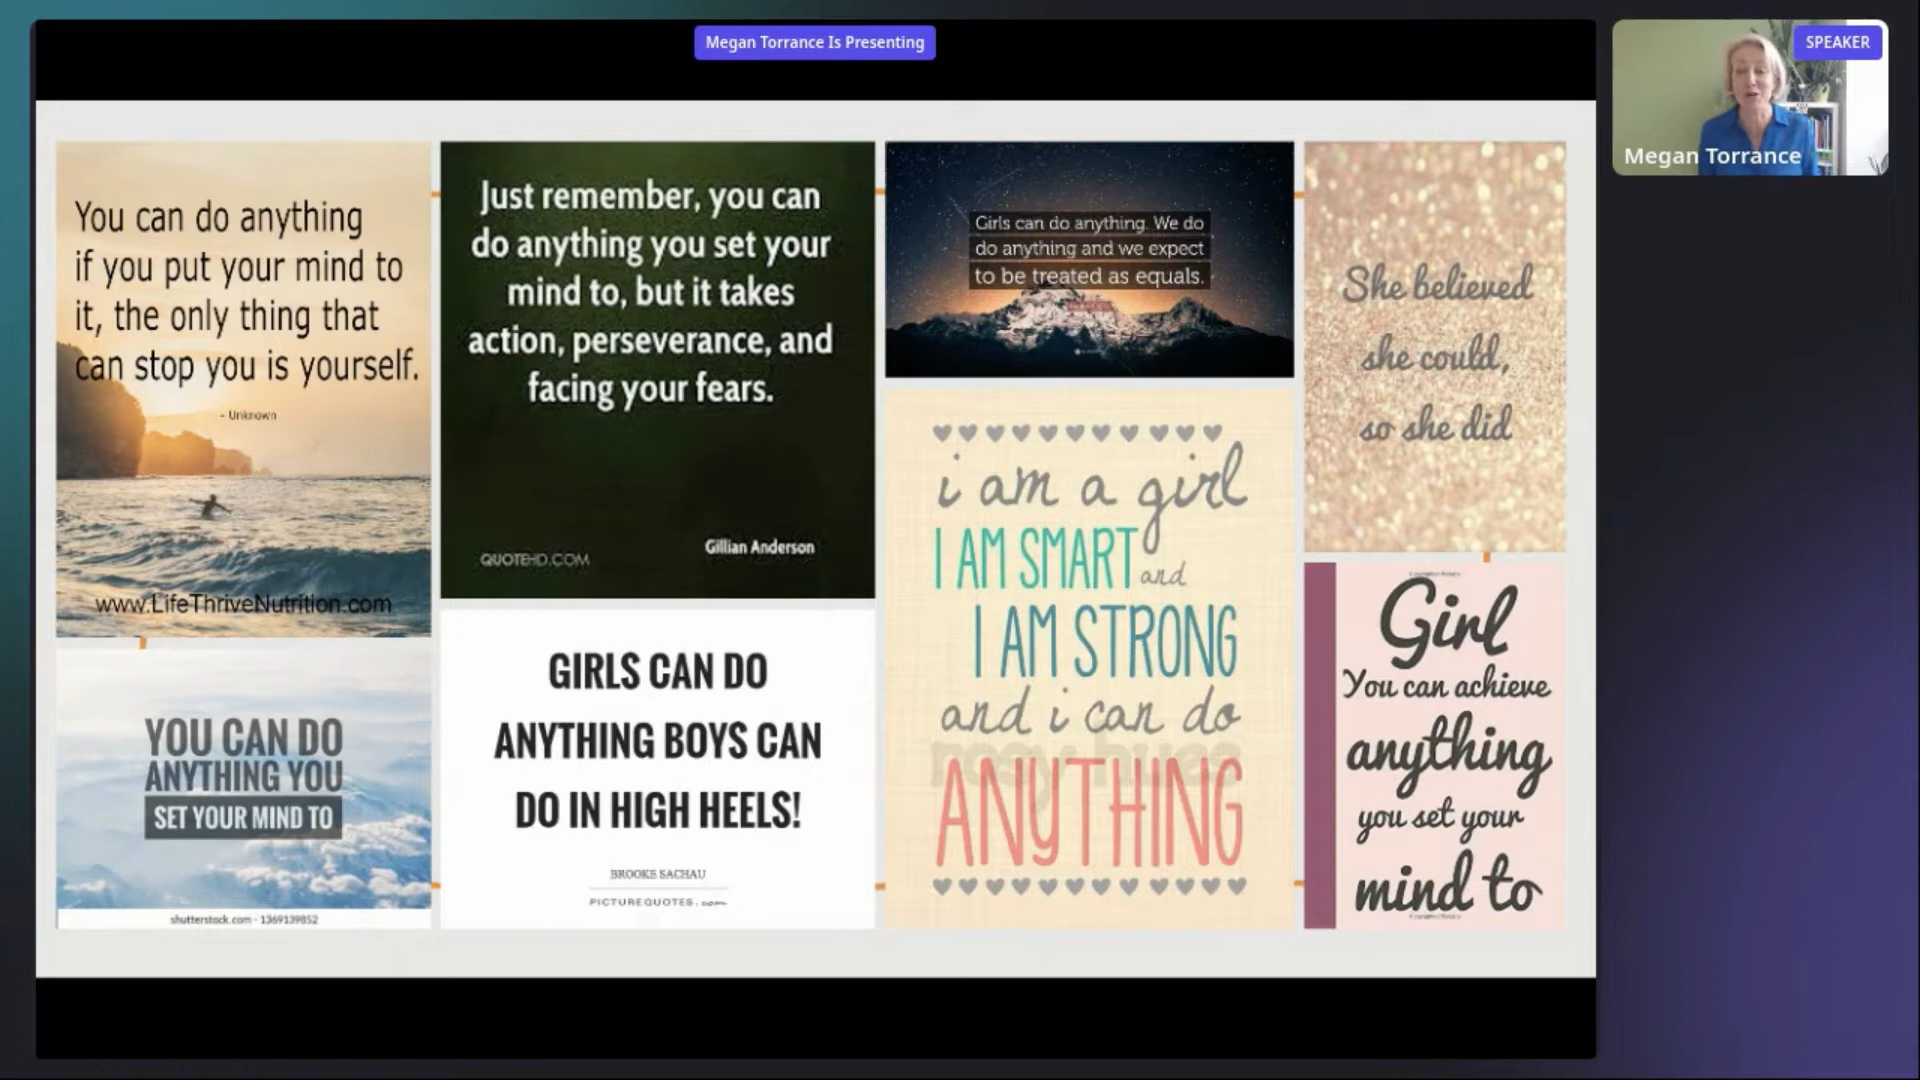 Megan Torrance Is Presenting
SPEAKER
Megan Torrance
You can do anything
if you put your mind to
it, the only thing that
can stop you is yourself.
- Unknown
www.LifeThriveNutrition.com
YOU CAN DO
ANYTHING YOU
SET YOUR MIND TO
shutterstock.com · 1369139852
Just remember, you can
do anything you set your
mind to, but it takes
action, perseverance, and
facing your fears.
Gillian Anderson
QUOTEHD.COM
GIRLS CAN DO
ANYTHING BOYS CAN
DO IN HIGH HEELS!
BROOKE SACHAU
PICTUREQUOTES.com
Girls can do anything. We do
do anything and we expect
to be treated as equals.
i am a girl
I AM SMART and
I AM STRONG
and i can do
rosy hues
ANYTHING
She believed
she could,
so she did
Girl
You can achieve
anything
you set your
mind to